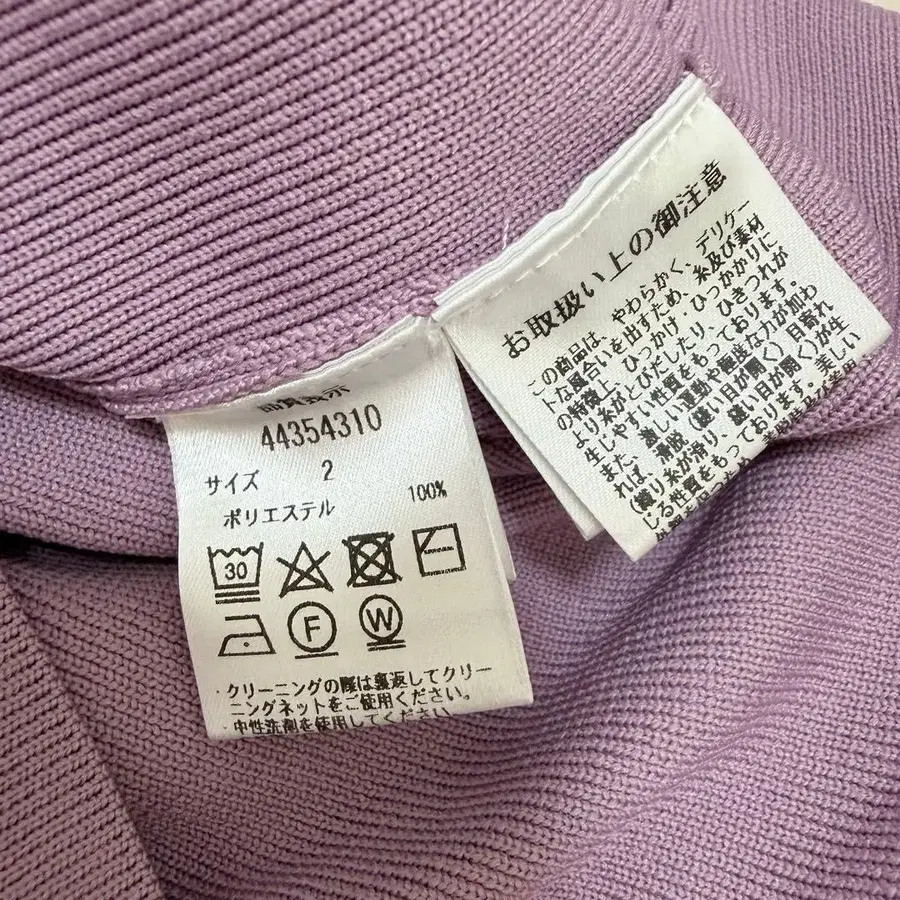 品質表示
44354310
サイズ 2
ポリエステル 100%
30
F W
・クリーニングの際は裏返してクリー
ニングネットをご使用ください。
・中性洗剤を使用してください。
お取扱い上の御注意
この商品は、やわらかく、デリケー
トな風合いを出すため、糸及び素材
の特徴上、ひっかけ・ひっかかりに
より糸がとびだしたり、ひきつれが
生じやすい性質をもっております。
また、激しい運動や極度な力が加わ
れば、滑脱(縫い目が開く)目寄れ
(織り糸が滑り、縫い目が開く)が生
じる性質をもっております。美しい